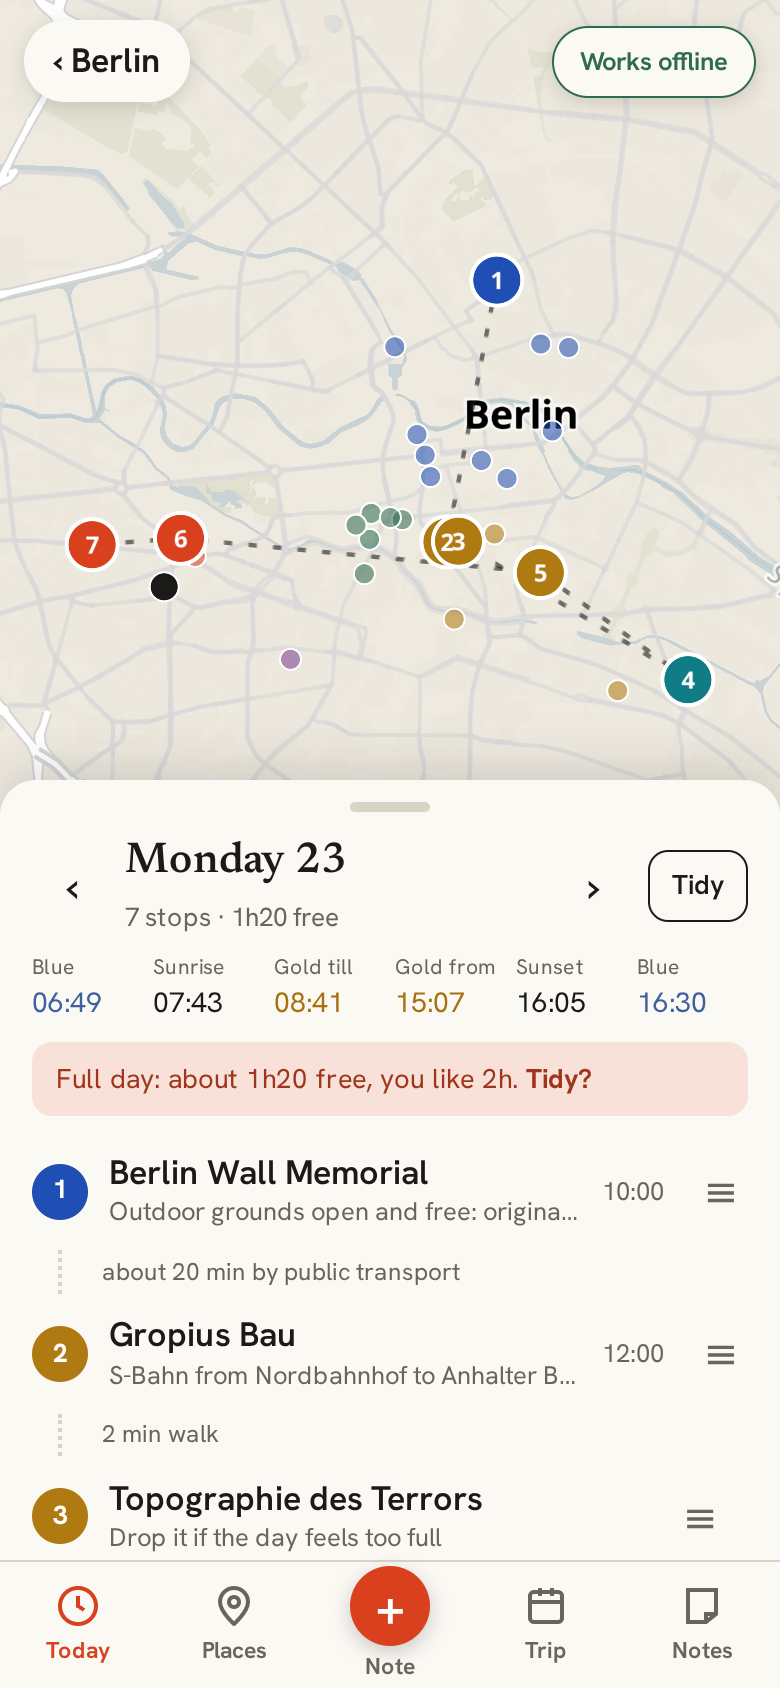 ‹ Berlin
Works offline
1
Berlin
7
6
23
5
4
Monday 23
7 stops · 1h20 free
‹
›
Tidy
Blue Sunrise Gold till Gold from Sunset Blue
06:49 07:43 08:41 15:07 16:05 16:30
Full day: about 1h20 free, you like 2h. Tidy?
1 Berlin Wall Memorial 10:00
Outdoor grounds open and free: origina...
about 20 min by public transport
2 Gropius Bau 12:00
S-Bahn from Nordbahnhof to Anhalter B...
2 min walk
3 Topographie des Terrors
Drop it if the day feels too full
+
Today Places Note Trip Notes